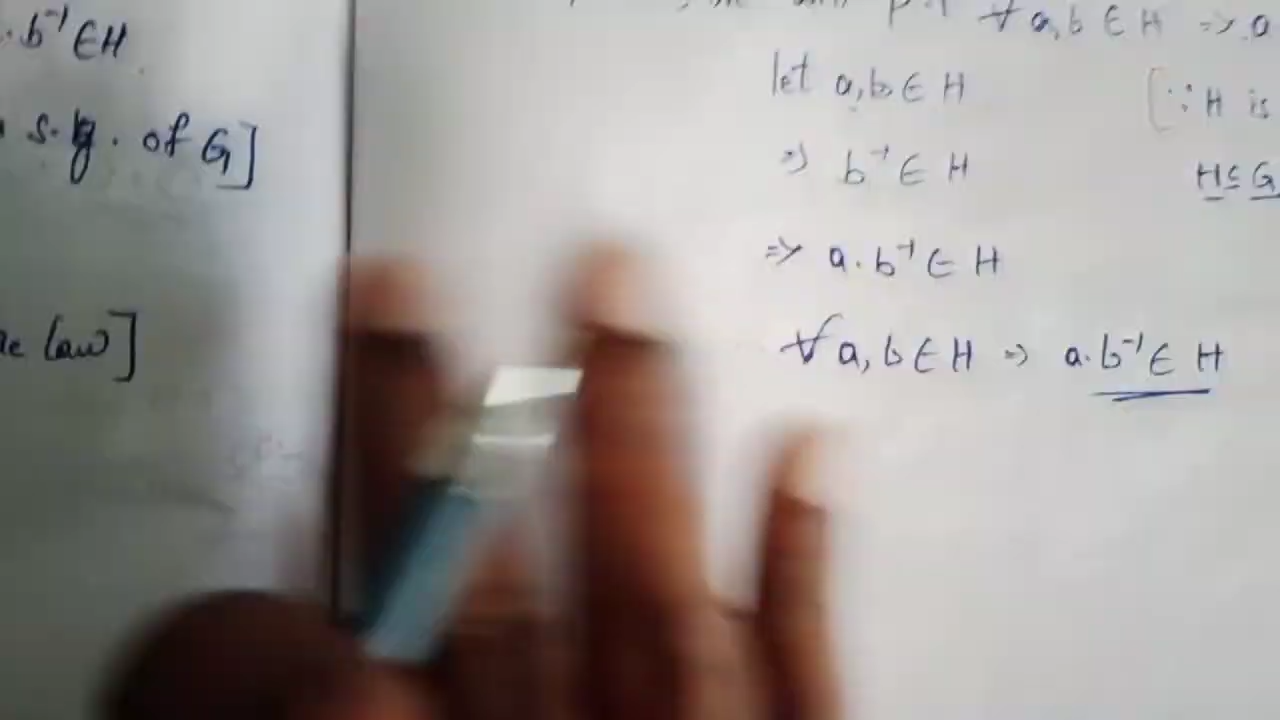 . b⁻¹ ∈ H
s.g. of G]
law]
∀ a, b ∈ H ⇒ a
let a, b ∈ H [∵ H is
⇒ b⁻¹ ∈ H H ⊆ G
⇒ a . b⁻¹ ∈ H
∀ a, b ∈ H ⇒ a . b⁻¹ ∈ H